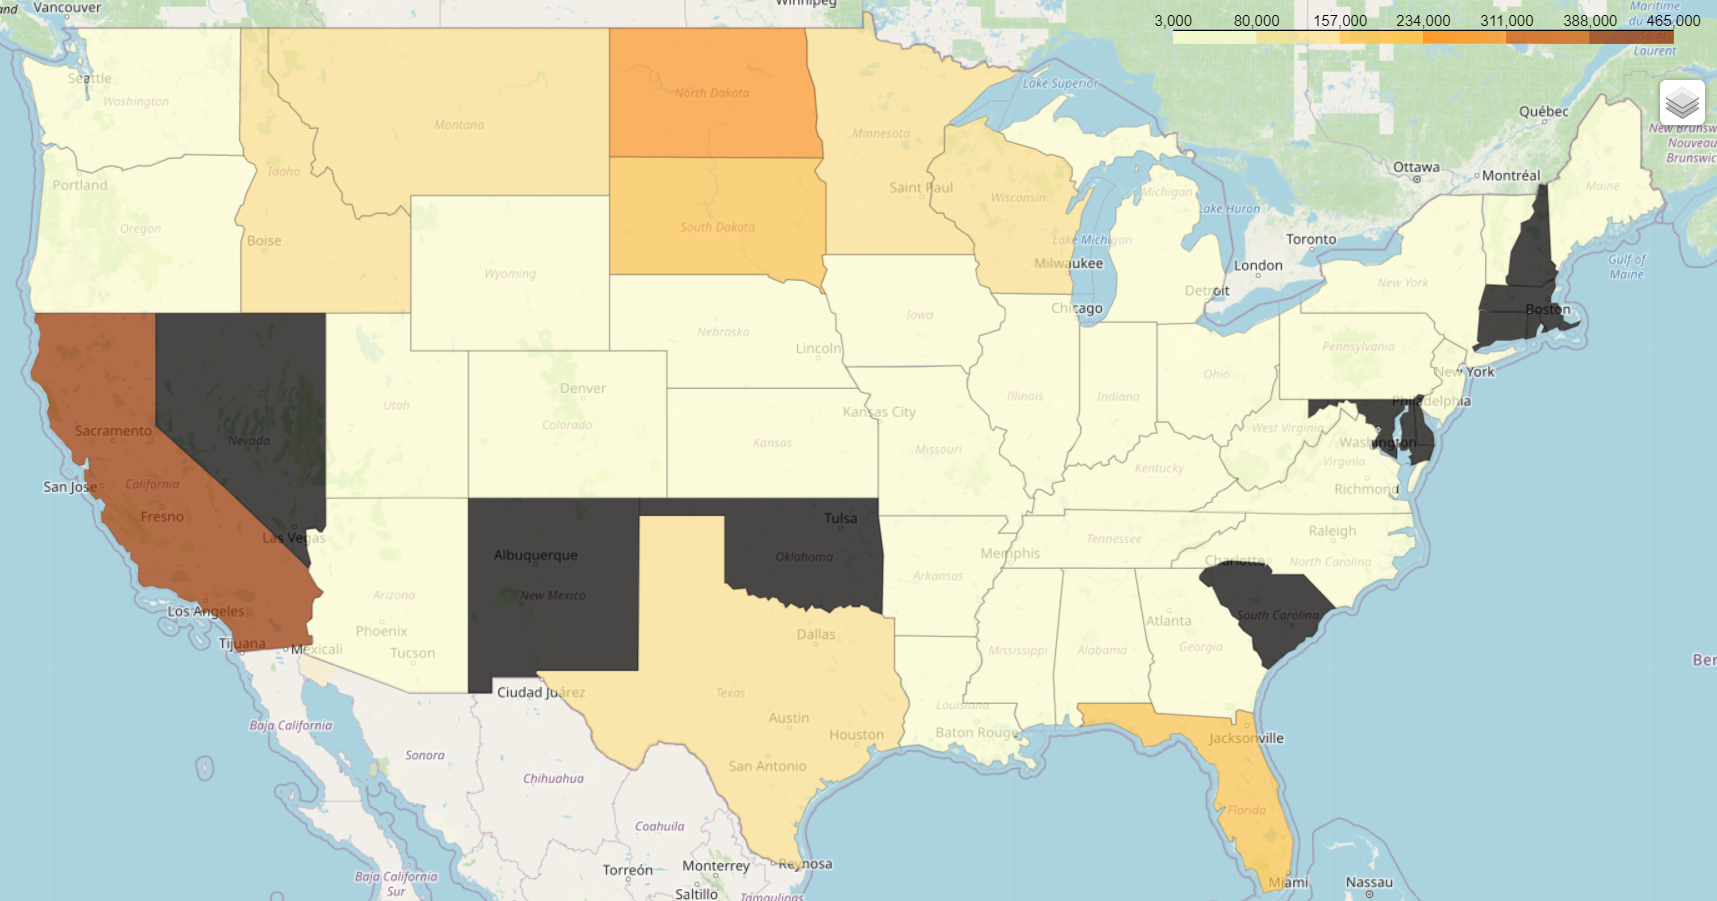 and
Vancouver
Winnipeg
3,000 80,000 157,000 234,000 311,000 388,000 465,000
Maritime
du
Saint-
Laurent
Seattle
Washington
North Dakota
Lake Superior
Québec
Montana
Minnesota
New Brunsw
Nouveau
Brunswic
Ottawa
Montréal
Idaho
Portland
Saint Paul
Wisconsin
Michigan
Maine
Lake Huron
Oregon
South Dakota
Boise
Lake Michigan
Toronto
Milwaukee
London
Gulf of
Maine
Wyoming
New York
Detroit
Chicago
Boston
Iowa
Nebraska
Lincoln
Pennsylvania
New York
Ohio
Denver
Utah
Illinois
Indiana
Philadelphia
Kansas City
Colorado
Sacramento
Nevada
Kansas
Missouri
West Virginia
Washington
Virginia
Kentucky
San Jose
California
Richmond
Fresno
Tulsa
Las Vegas
Raleigh
Tennessee
Albuquerque
Oklahoma
Memphis
Charlotte
North Carolina
Arkansas
Arizona
New Mexico
Los Angeles
South Carolina
Phoenix
Dallas
Atlanta
Tijuana
Mexicali
Tucson
Mississippi
Alabama
Georgia
Ber
Ciudad Juárez
Texas
Louisiana
Austin
Baja California
Houston
Baton Rouge
Jacksonville
Sonora
San Antonio
Chihuahua
Florida
Coahuila
Reynosa
Monterrey
Torreón
Baja California
Sur
Miami
Nassau
Saltillo
Tamaulipas